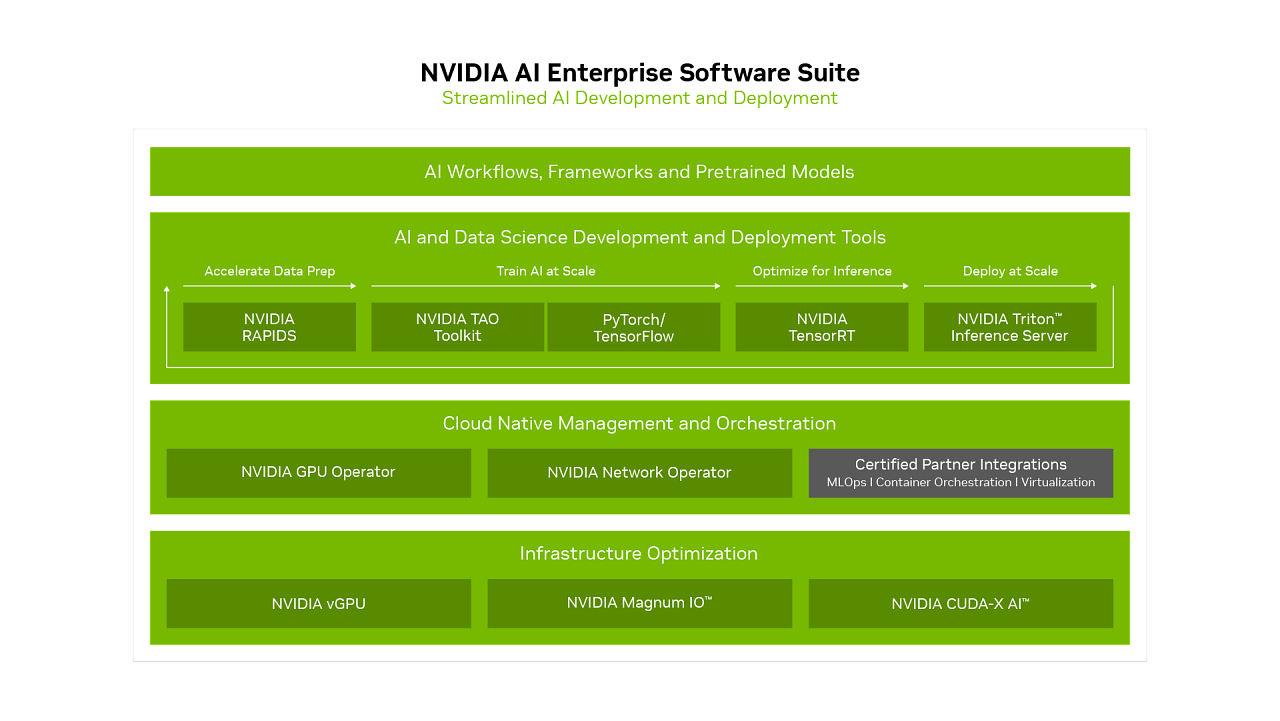 NVIDIA AI Enterprise Software Suite
Streamlined AI Development and Deployment
AI Workflows, Frameworks and Pretrained Models
AI and Data Science Development and Deployment Tools
Accelerate Data Prep
Train AI at Scale
Optimize for Inference
Deploy at Scale
NVIDIA
RAPIDS
NVIDIA TAO
Toolkit
PyTorch/
TensorFlow
NVIDIA
TensorRT
NVIDIA Triton™
Inference Server
Cloud Native Management and Orchestration
NVIDIA GPU Operator
NVIDIA Network Operator
Certified Partner Integrations
MLOps I Container Orchestration I Virtualization
Infrastructure Optimization
NVIDIA vGPU
NVIDIA Magnum IO™
NVIDIA CUDA-X AI™